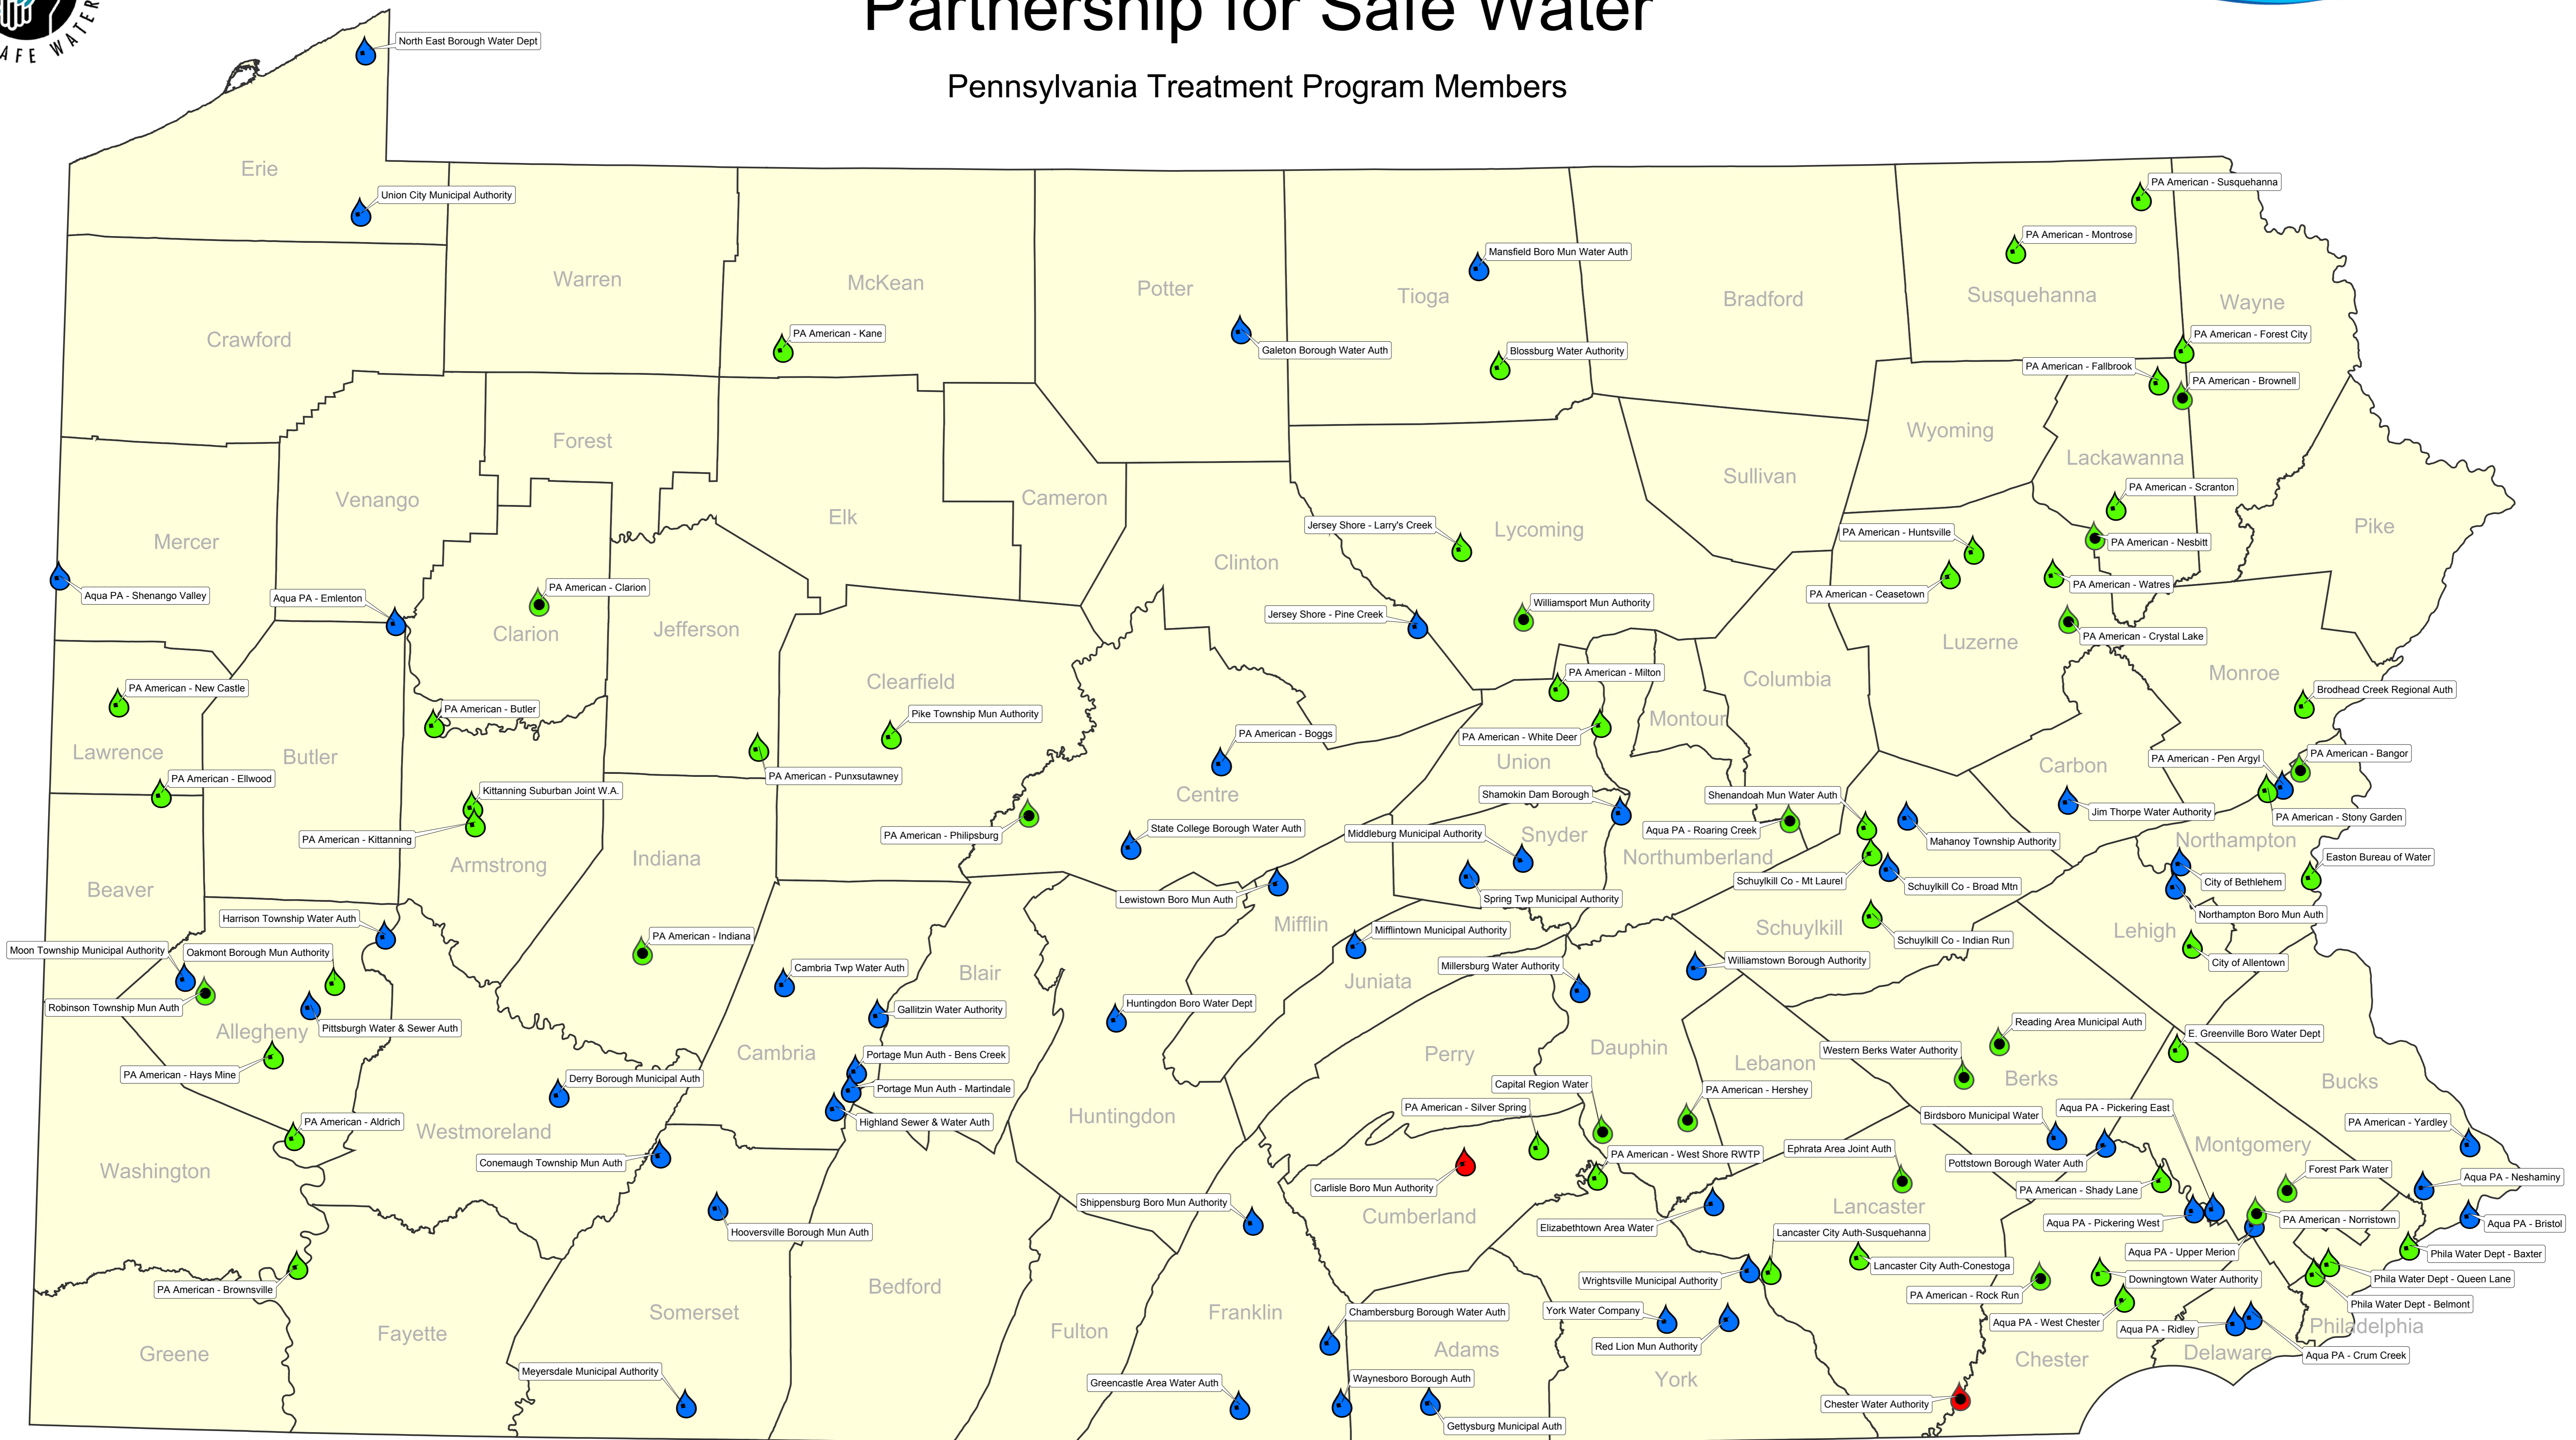 Partnership for Safe Water
AFE WATER
Pennsylvania Treatment Program Members
North East Borough Water Dept
Erie
Union City Municipal Authority
PA American - Susquehanna
PA American - Montrose
Mansfield Boro Mun Water Auth
Warren
McKean
Potter
Tioga
Bradford
Susquehanna
Wayne
Crawford
PA American - Kane
Galeton Borough Water Auth
Blossburg Water Authority
PA American - Forest City
PA American - Fallbrook
PA American - Brownell
Forest
Wyoming
Lackawanna
Venango
Elk
Cameron
Sullivan
PA American - Scranton
Mercer
Clinton
Jersey Shore - Larry's Creek
Lycoming
PA American - Huntsville
PA American - Nesbitt
Pike
Aqua PA - Shenango Valley
Aqua PA - Emlenton
PA American - Clarion
Clarion
Jefferson
Jersey Shore - Pine Creek
Williamsport Mun Authority
PA American - Ceasetown
PA American - Watres
PA American - Crystal Lake
Luzerne
Monroe
PA American - New Castle
PA American - Butler
Clearfield
Pike Township Mun Authority
PA American - Milton
Columbia
Brodhead Creek Regional Auth
Lawrence
Butler
PA American - Punxsutawney
PA American - Boggs
PA American - White Deer
Montour
Union
Carbon
PA American - Pen Argyl
PA American - Bangor
PA American - Ellwood
Kittanning Suburban Joint W.A.
Centre
Shamokin Dam Borough
Shenandoah Mun Water Auth
Jim Thorpe Water Authority
PA American - Stony Garden
PA American - Kittanning
PA American - Philipsburg
State College Borough Water Auth
Middleburg Municipal Authority
Snyder
Aqua PA - Roaring Creek
Mahanoy Township Authority
Northampton
Armstrong
Indiana
Northumberland
Easton Bureau of Water
Beaver
Lewistown Boro Mun Auth
Spring Twp Municipal Authority
Schuylkill Co - Mt Laurel
Schuylkill Co - Broad Mtn
City of Bethlehem
Northampton Boro Mun Auth
Harrison Township Water Auth
Mifflin
Mifflintown Municipal Authority
Schuylkill
Schuylkill Co - Indian Run
Lehigh
City of Allentown
Moon Township Municipal Authority
Oakmont Borough Mun Authority
PA American - Indiana
Cambria Twp Water Auth
Blair
Juniata
Millersburg Water Authority
Williamstown Borough Authority
Robinson Township Mun Auth
Allegheny
Pittsburgh Water & Sewer Auth
Gallitzin Water Authority
Huntingdon Boro Water Dept
Reading Area Municipal Auth
E. Greenville Boro Water Dept
PA American - Hays Mine
Cambria
Portage Mun Auth - Bens Creek
Perry
Dauphin
Lebanon
Western Berks Water Authority
Berks
Bucks
Derry Borough Municipal Auth
Portage Mun Auth - Martindale
Capital Region Water
PA American - Hershey
PA American - Aldrich
Westmoreland
Highland Sewer & Water Auth
Huntingdon
PA American - Silver Spring
Birdsboro Municipal Water
Aqua PA - Pickering East
PA American - Yardley
Washington
Conemaugh Township Mun Auth
Carlisle Boro Mun Authority
PA American - West Shore RWTP
Ephrata Area Joint Auth
Pottstown Borough Water Auth
Montgomery
Forest Park Water
Aqua PA - Neshaminy
PA American - Shady Lane
Shippensburg Boro Mun Authority
Cumberland
Elizabethtown Area Water
Lancaster
Aqua PA - Pickering West
PA American - Norristown
Aqua PA - Bristol
Hooversville Borough Mun Auth
Lancaster City Auth-Susquehanna
Aqua PA - Upper Merion
Phila Water Dept - Baxter
PA American - Brownsville
Bedford
Wrightsville Municipal Authority
Lancaster City Auth-Conestoga
Downingtown Water Authority
Phila Water Dept - Queen Lane
PA American - Rock Run
Somerset
Fulton
Franklin
Chambersburg Borough Water Auth
York Water Company
Aqua PA - West Chester
Phila Water Dept - Belmont
Fayette
Red Lion Mun Authority
Aqua PA - Ridley
Philadelphia
Greene
Adams
Chester
Delaware
Aqua PA - Crum Creek
Meyersdale Municipal Authority
Greencastle Area Water Auth
Waynesboro Borough Auth
York
Chester Water Authority
Gettysburg Municipal Auth